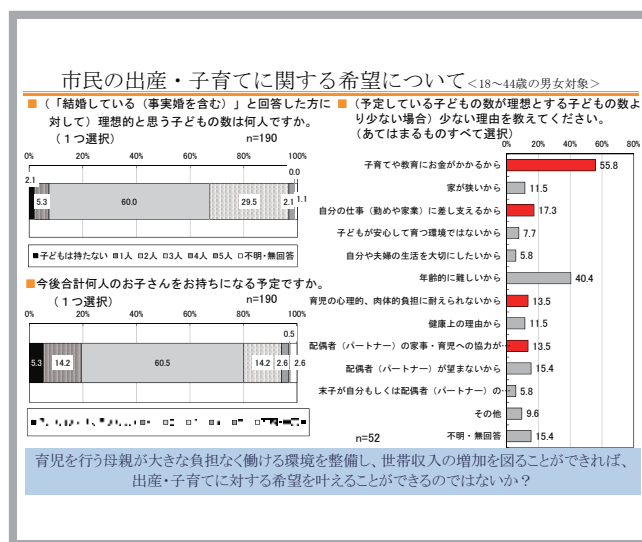 市民の出産・子育てに関する希望について<18～44歳の男女対象>
■（「結婚している（事実婚を含む）」と回答した方に
対して）理想的と思う子どもの数は何人ですか。
（１つ選択）
n=190
0% 20% 40% 60% 80% 100%
2.1 5.3 60.0 29.5 2.1 0.0 1.1
■子どもは持たない ■1人 □2人 □3人 ■4人 ■5人 □不明・無回答
■今後合計何人のお子さんをお持ちになる予定ですか。
（１つ選択）
n=190
0% 20% 40% 60% 80% 100%
5.3 14.2 60.5 14.2 2.6 0.5 2.6
■（予定している子どもの数が理想とする子どもの数よ
り少ない場合）少ない理由を教えてください。
（あてはまるものすべて選択）
0% 20% 40% 60% 80%
子育てや教育にお金がかかるから 55.8
家が狭いから 11.5
自分の仕事（勤めや家業）に差し支えるから 17.3
子どもが安心して育つ環境ではないから 7.7
自分や夫婦の生活を大切にしたいから 5.8
年齢的に難しいから 40.4
育児の心理的、肉体的負担に耐えられないから 13.5
健康上の理由から 11.5
配偶者（パートナー）の家事・育児への協力が… 13.5
配偶者（パートナー）が望まないから 15.4
末子が自分もしくは配偶者（パートナー）の… 5.8
その他 9.6
不明・無回答 15.4
n=52
育児を行う母親が大きな負担なく働ける環境を整備し、世帯収入の増加を図ることができれば、
出産・子育てに対する希望を叶えることができるのではないか？